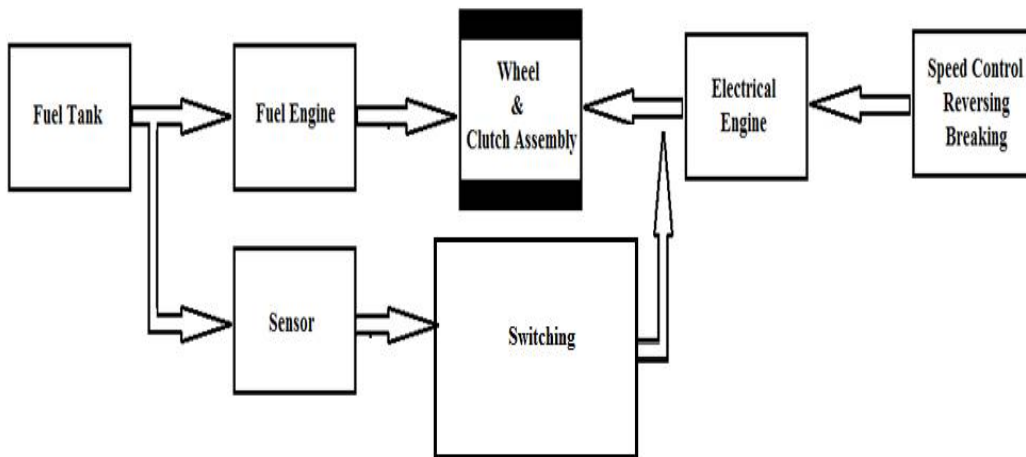 Fuel Tank
Fuel Engine
Wheel
&
Clutch Assembly
Electrical
Engine
Speed Control
Reversing
Breaking
Sensor
Switching